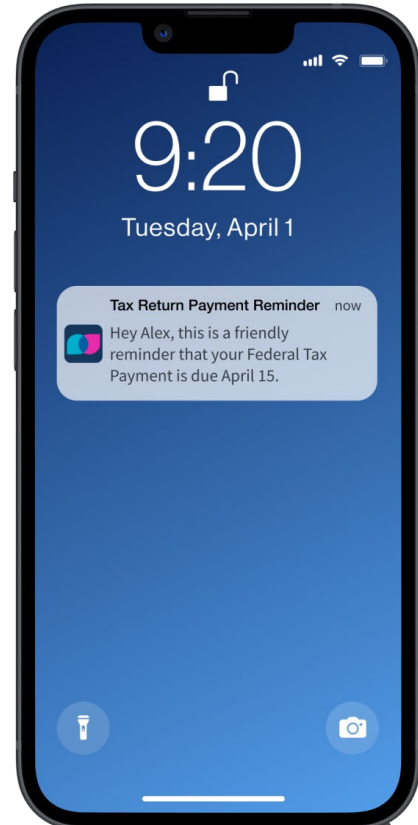 9:20
Tuesday, April 1
Tax Return Payment Reminder now
Hey Alex, this is a friendly
reminder that your Federal Tax
Payment is due April 15.